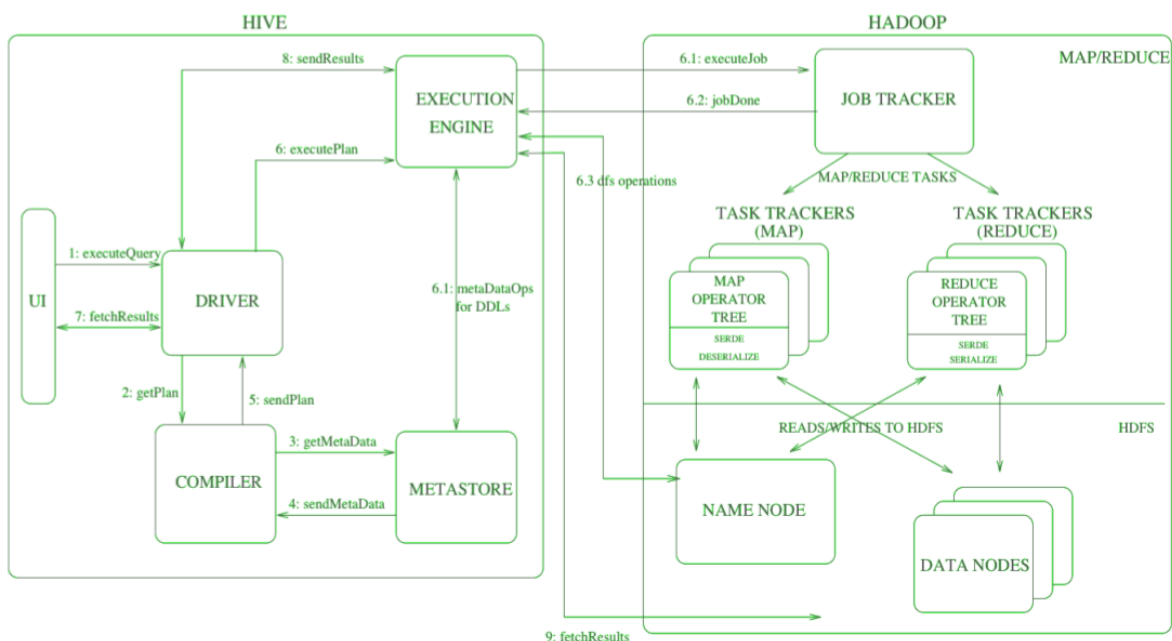 HIVE
HADOOP
8: sendResults
6.1: executeJob
MAP/REDUCE
EXECUTION
ENGINE
6.2: jobDone
JOB TRACKER
6: executePlan
6.3 dfs operations
MAP/REDUCE TASKS
TASK TRACKERS
(MAP)
TASK TRACKERS
(REDUCE)
1: executeQuery
UI
DRIVER
7: fetchResults
6.1: metaDataOps
for DDLs
MAP
OPERATOR
TREE
SERDE
DESERIALIZE
REDUCE
OPERATOR
TREE
SERDE
SERIALIZE
2: getPlan
5: sendPlan
READS/WRITES TO HDFS
HDFS
3: getMetaData
COMPILER
METASTORE
4: sendMetaData
NAME NODE
DATA NODES
9: fetchResults